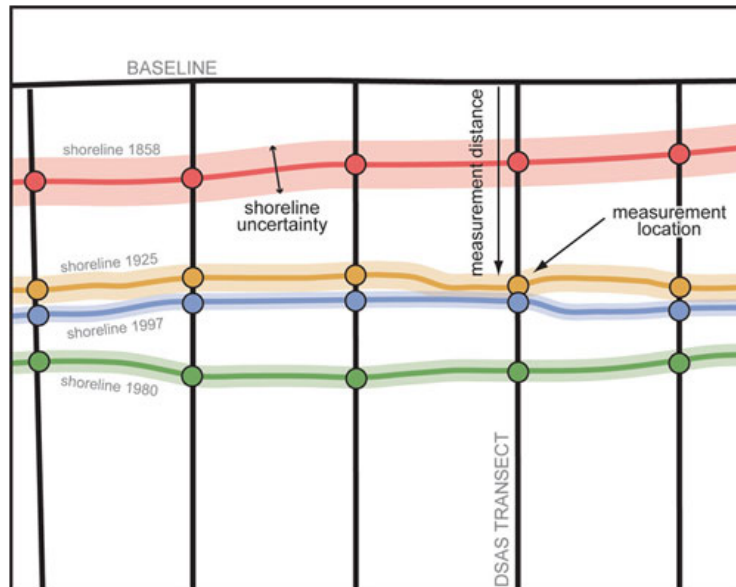 BASELINE
shoreline 1858
measurement distance
shoreline
uncertainty
measurement
location
shoreline 1925
shoreline 1997
shoreline 1980
DSAS TRANSECT